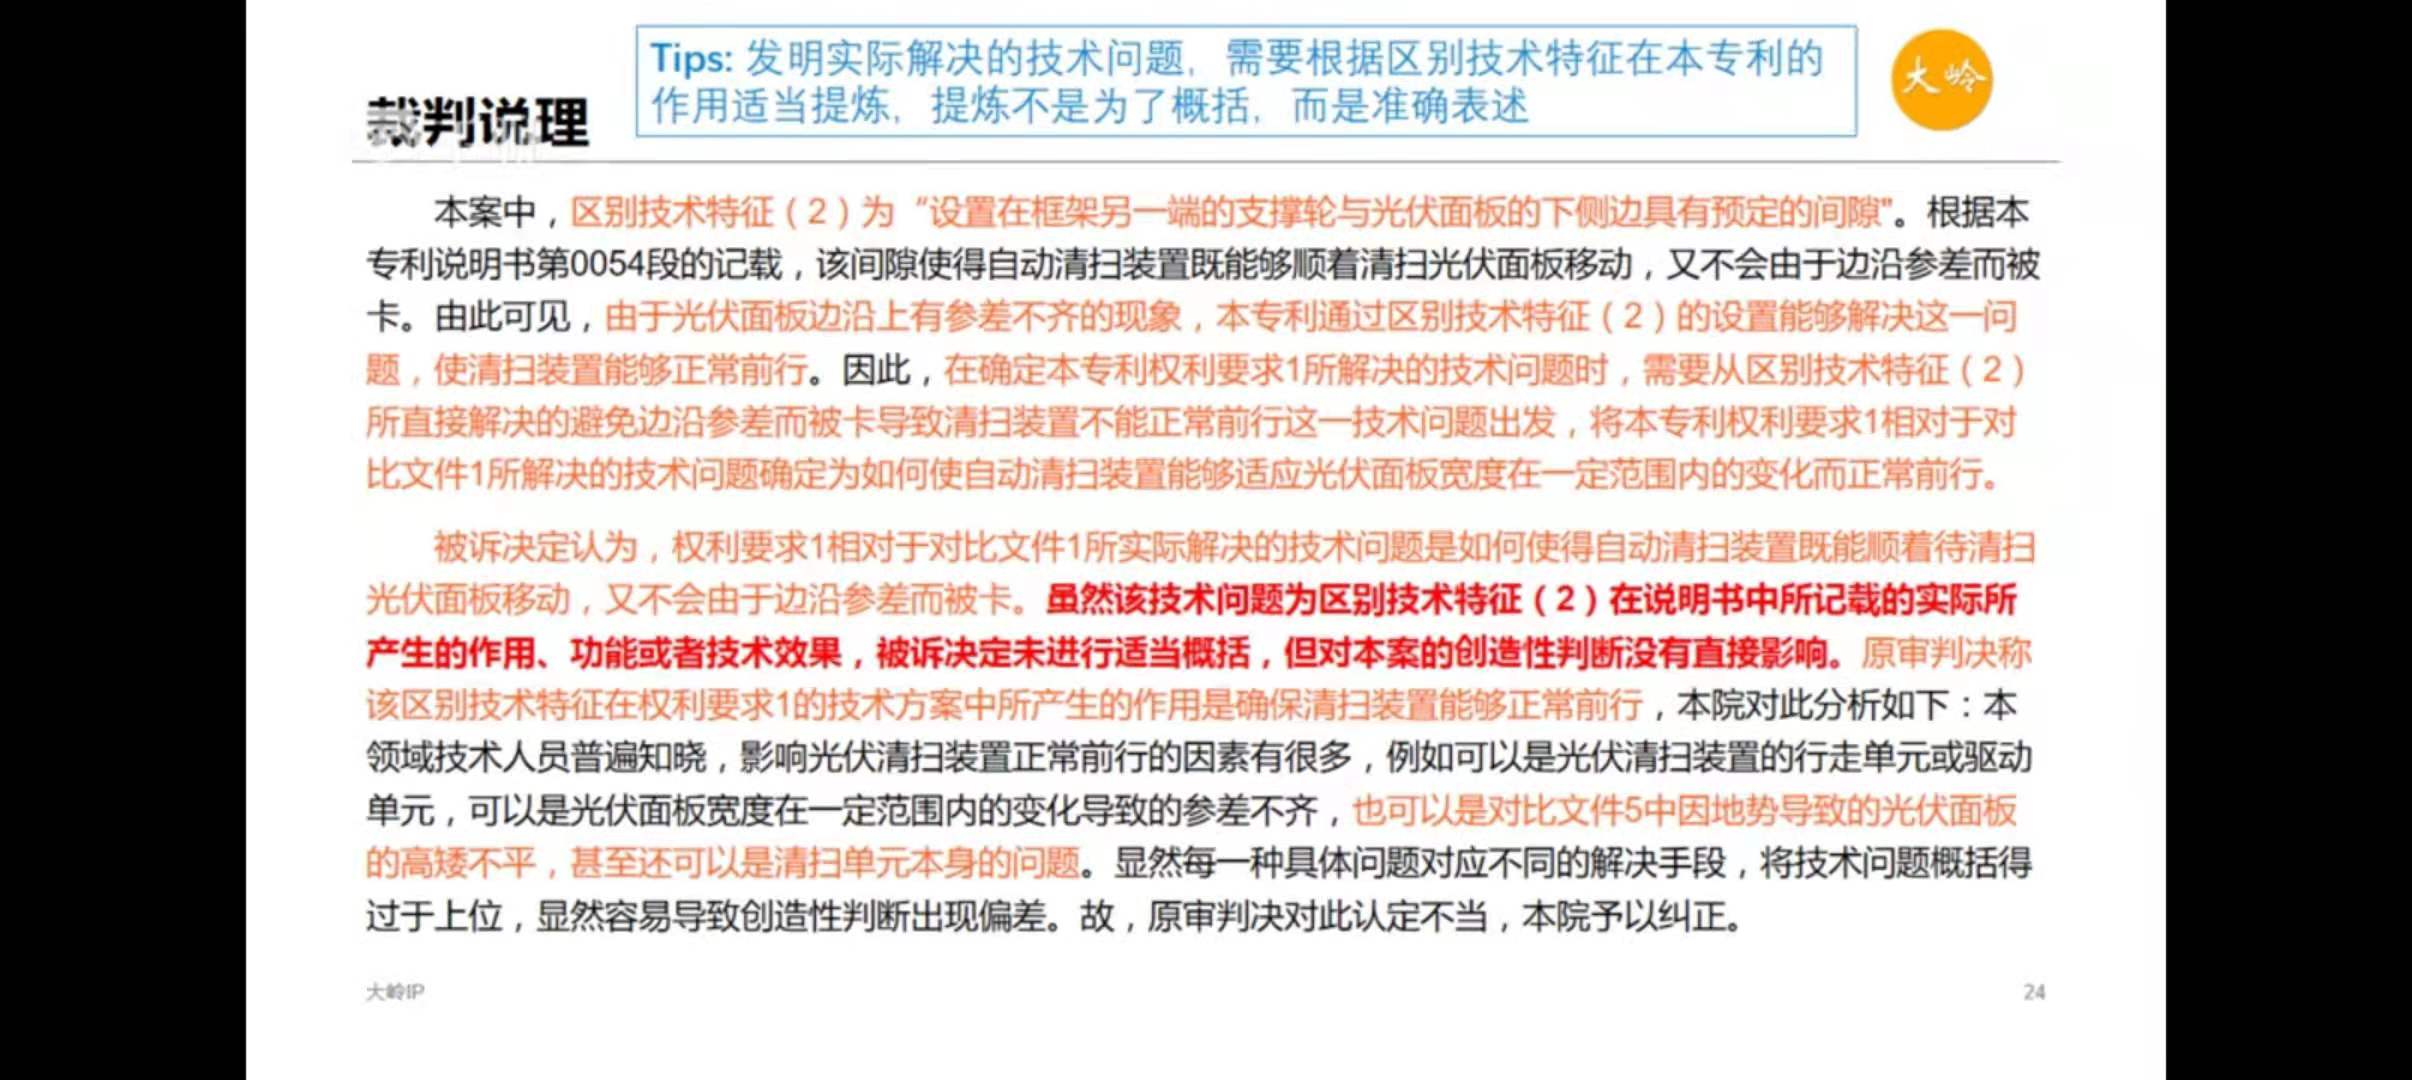 Tips: 发明实际解决的技术问题，需要根据区别技术特征在本专利的
作用适当提炼，提炼不是为了概括，而是准确表述
大岭
裁判说理
本案中，区别技术特征（2）为“设置在框架另一端的支撑轮与光伏面板的下侧边具有预定的间隙"。根据本
专利说明书第0054段的记载，该间隙使得自动清扫装置既能够顺着清扫光伏面板移动，又不会由于边沿参差而被
卡。由此可见，由于光伏面板边沿上有参差不齐的现象，本专利通过区别技术特征（2）的设置能够解决这一问
题，使清扫装置能够正常前行。因此，在确定本专利权利要求1所解决的技术问题时，需要从区别技术特征（2）
所直接解决的避免边沿参差而被卡导致清扫装置不能正常前行这一技术问题出发，将本专利权利要求1相对于对
比文件1所解决的技术问题确定为如何使自动清扫装置能够适应光伏面板宽度在一定范围内的变化而正常前行。
被诉决定认为，权利要求1相对于对比文件1所实际解决的技术问题是如何使得自动清扫装置既能顺着待清扫
光伏面板移动，又不会由于边沿参差而被卡。虽然该技术问题为区别技术特征（2）在说明书中所记载的实际所
产生的作用、功能或者技术效果，被诉决定未进行适当概括，但对本案的创造性判断没有直接影响。原审判决称
该区别技术特征在权利要求1的技术方案中所产生的作用是确保清扫装置能够正常前行，本院对此分析如下：本
领域技术人员普遍知晓，影响光伏清扫装置正常前行的因素有很多，例如可以是光伏清扫装置的行走单元或驱动
单元，可以是光伏面板宽度在一定范围内的变化导致的参差不齐，也可以是对比文件5中因地势导致的光伏面板
的高矮不平，甚至还可以是清扫单元本身的问题。显然每一种具体问题对应不同的解决手段，将技术问题概括得
过于上位，显然容易导致创造性判断出现偏差。故，原审判决对此认定不当，本院予以纠正。
大岭IP
24